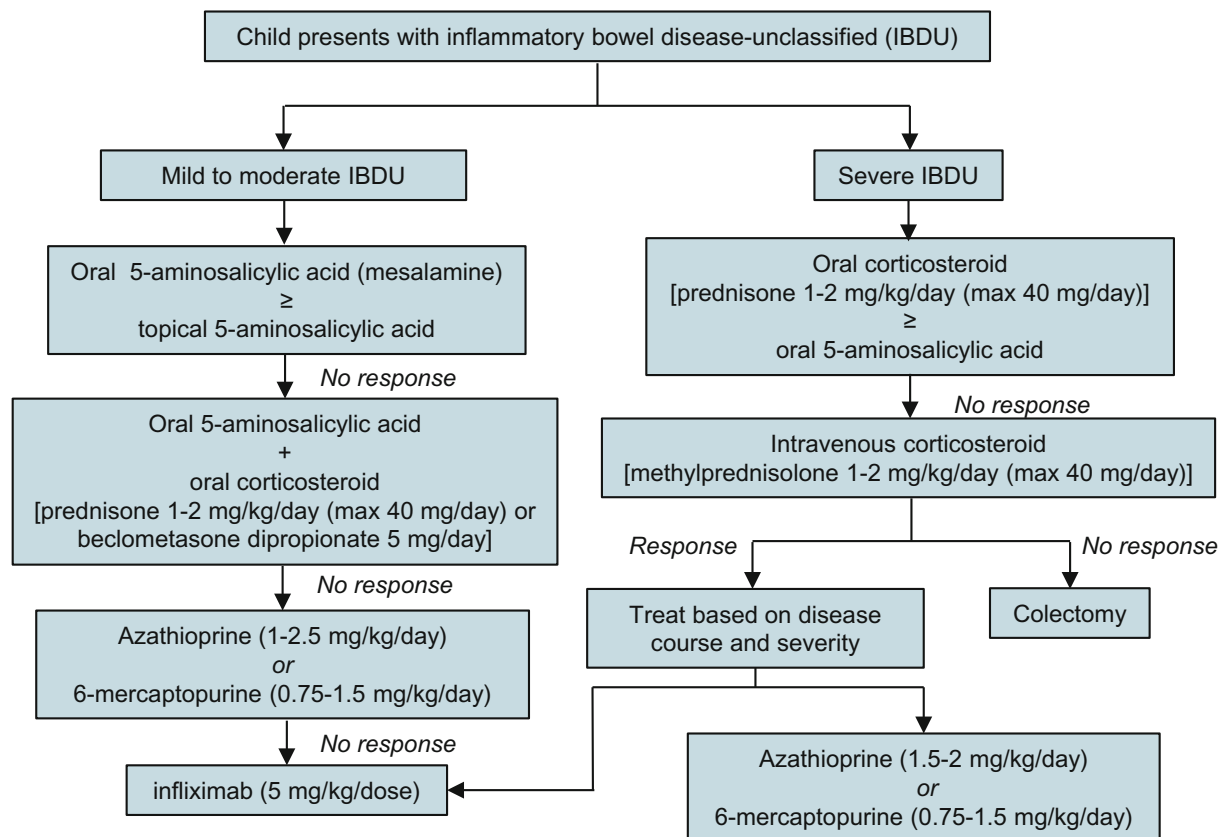 Child presents with inflammatory bowel disease-unclassified (IBDU)
Mild to moderate IBDU
Oral 5-aminosalicylic acid (mesalamine)
≥
topical 5-aminosalicylic acid
No response
Oral 5-aminosalicylic acid
+
oral corticosteroid
[prednisone 1-2 mg/kg/day (max 40 mg/day) or
beclometasone dipropionate 5 mg/day]
No response
Azathioprine (1-2.5 mg/kg/day)
or
6-mercaptopurine (0.75-1.5 mg/kg/day)
No response
infliximab (5 mg/kg/dose)
Severe IBDU
Oral corticosteroid
[prednisone 1-2 mg/kg/day (max 40 mg/day)]
≥
oral 5-aminosalicylic acid
No response
Intravenous corticosteroid
[methylprednisolone 1-2 mg/kg/day (max 40 mg/day)]
Response
No response
Treat based on disease
course and severity
Colectomy
Azathioprine (1.5-2 mg/kg/day)
or
6-mercaptopurine (0.75-1.5 mg/kg/day)